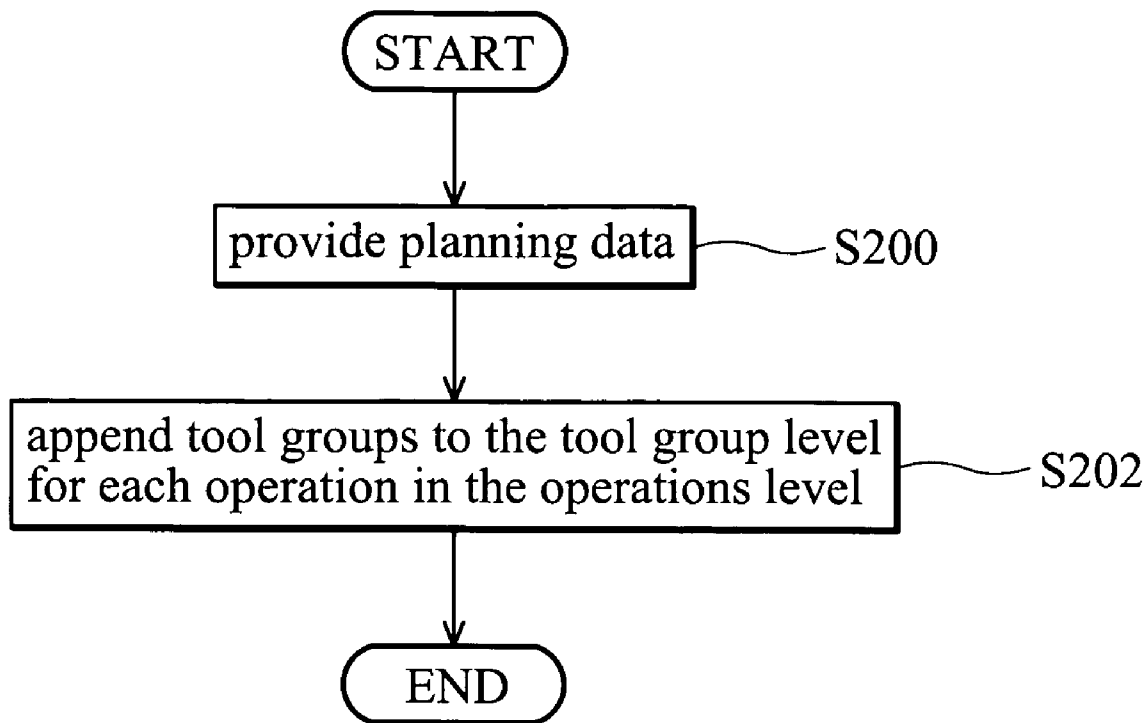 START
provide planning data
S200
append tool groups to the tool group level
for each operation in the operations level
S202
END